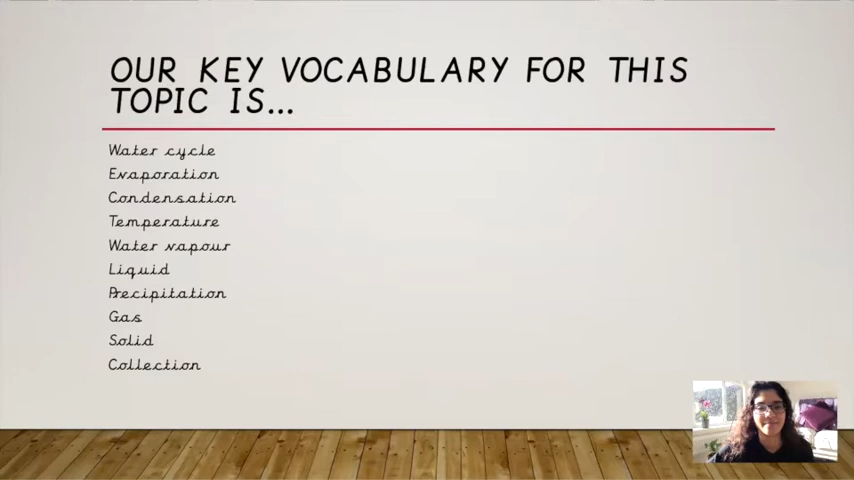 OUR KEY VOCABULARY FOR THIS
TOPIC IS...
Water cycle
Evaporation
Condensation
Temperature
Water vapour
Liquid
Precipitation
Gas
Solid
Collection